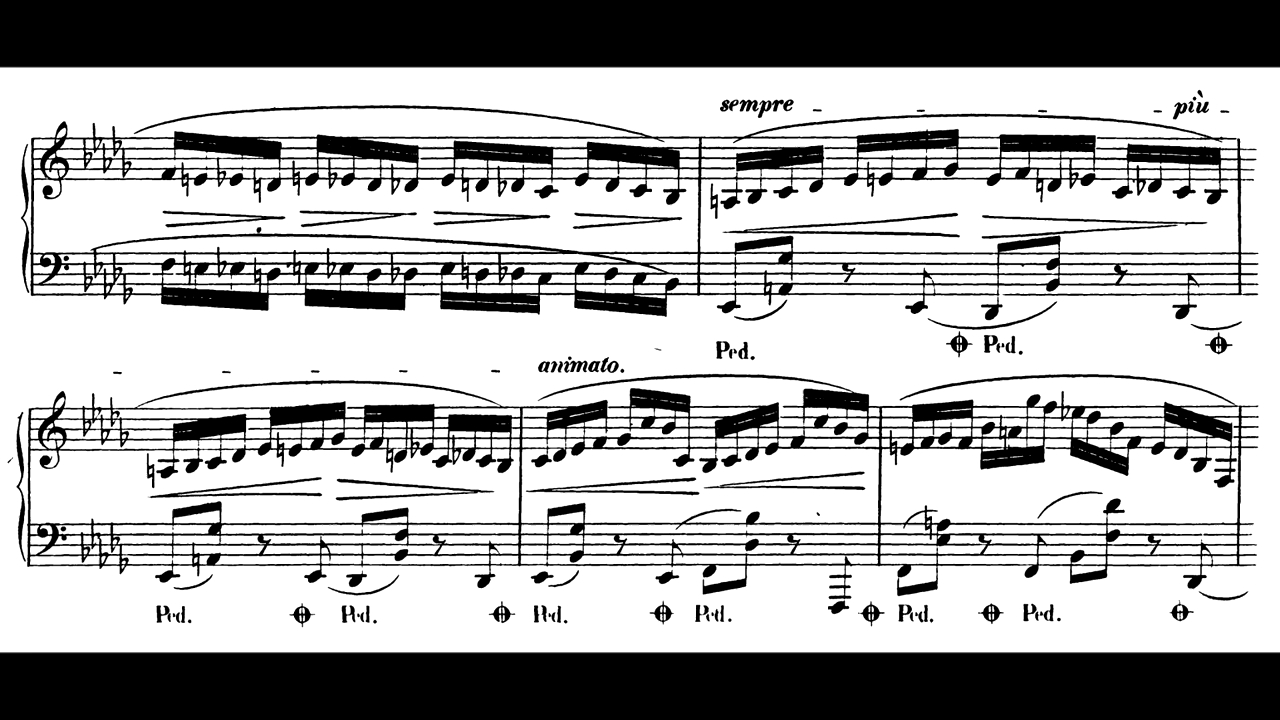 sempre - - - - più -
Ped. Ped.
- - - - - animato.
Ped. Ped. Ped. Ped. Ped. Ped.